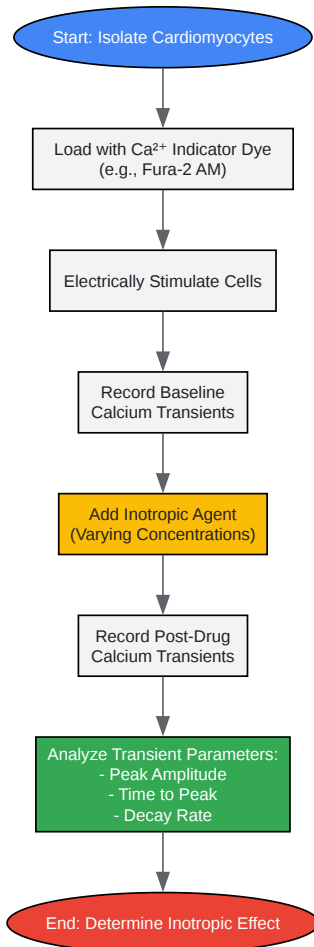 Start: Isolate Cardiomyocytes
Load with Ca²⁺ Indicator Dye
(e.g., Fura-2 AM)
Electrically Stimulate Cells
Record Baseline
Calcium Transients
Add Inotropic Agent
(Varying Concentrations)
Record Post-Drug
Calcium Transients
Analyze Transient Parameters:
- Peak Amplitude
- Time to Peak
- Decay Rate
End: Determine Inotropic Effect